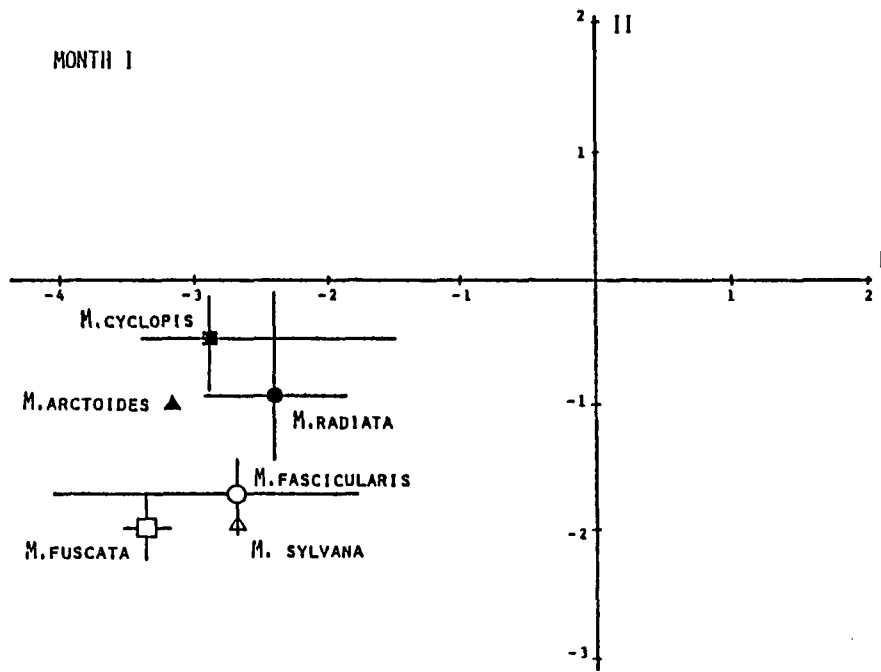 2 II
MONTH I
1
I
-4 -3 -2 -1 1 2
M.CYCLOPIS
M.ARCTOIDES -1
M.RADIATA
M.FASCICULARIS
-2
M.FUSCATA M. SYLVANA
-3